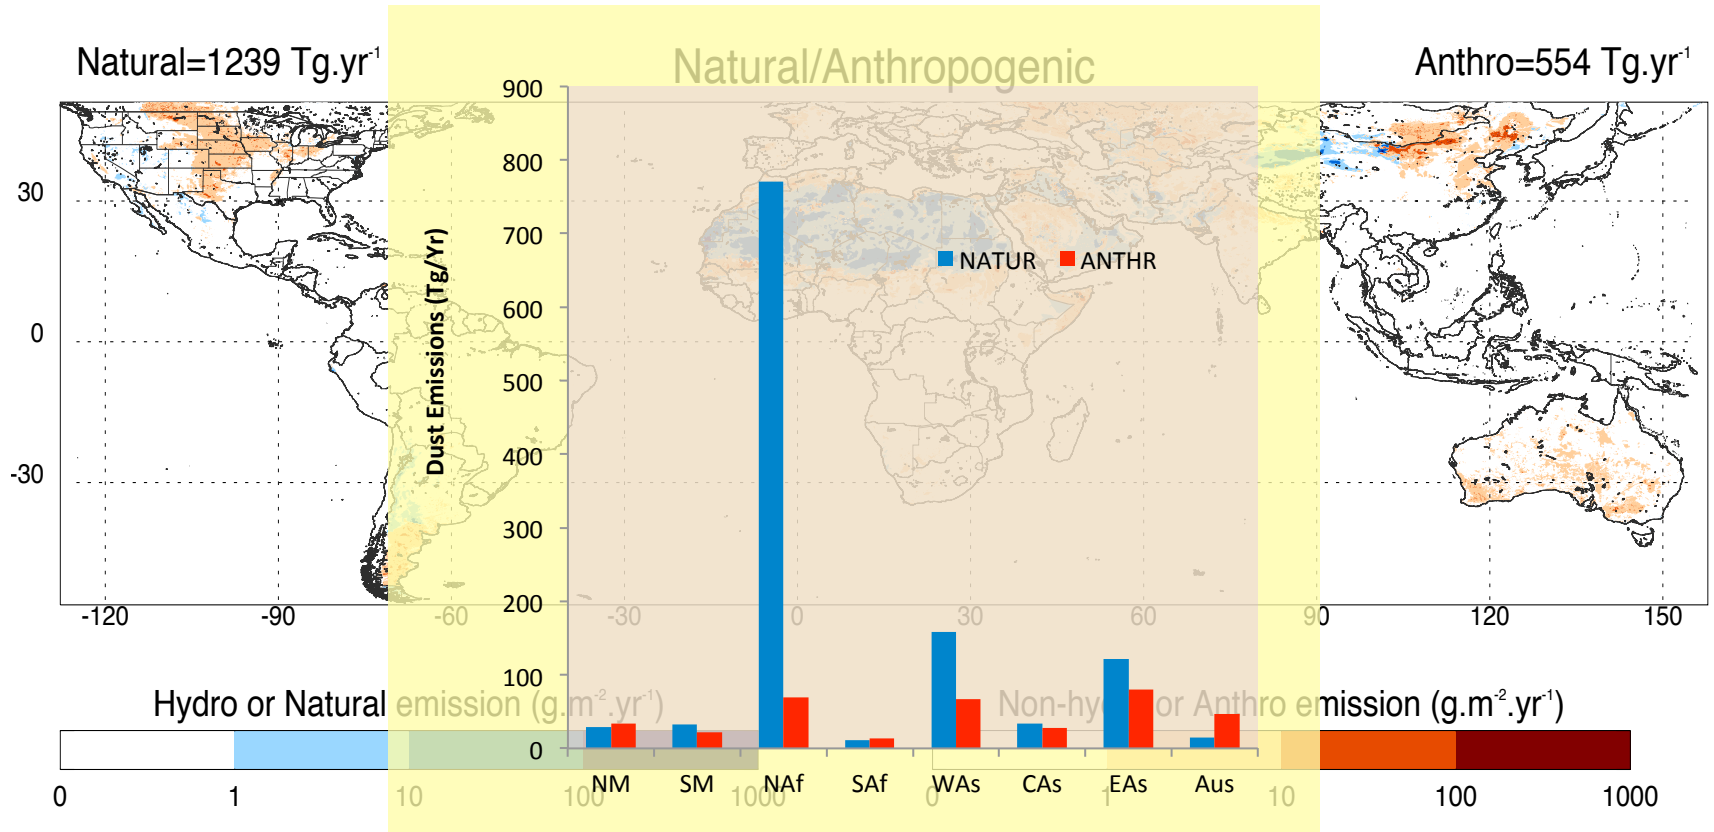 Natural=1239 Tg.yr-1
Natural/Anthropogenic
Anthro=554 Tg.yr-1
30
0
-30
-120
-90
-60
-30
0
30
60
90
120
150
Dust Emissions (Tg/Yr)
900
800
700
600
500
400
300
200
100
0
NATUR
ANTHR
NM
SM
NAf
SAf
WAs
CAs
EAs
Aus
Hydro or Natural emission (g.m-2.yr-1)
0
1
10
100
1000
Non-hydro or Anthro emission (g.m-2.yr-1)
0
1
10
100
1000